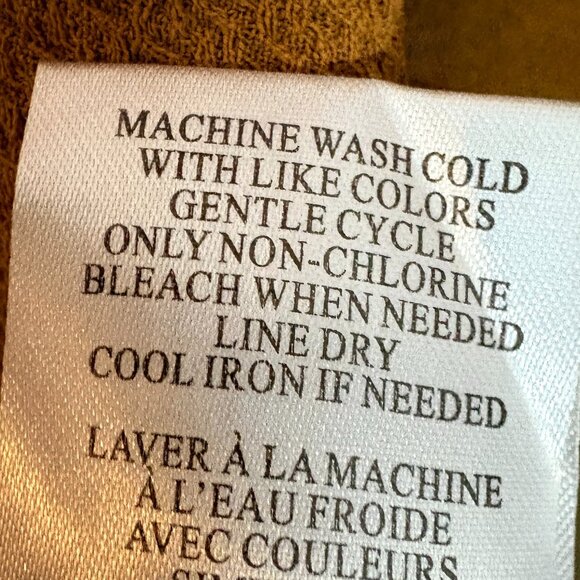 MACHINE WASH COLD
WITH LIKE COLORS
GENTLE CYCLE
ONLY NON-CHLORINE
BLEACH WHEN NEEDED
LINE DRY
COOL IRON IF NEEDED
LAVER À LA MACHINE
À L'EAU FROIDE
AVEC COULEURS